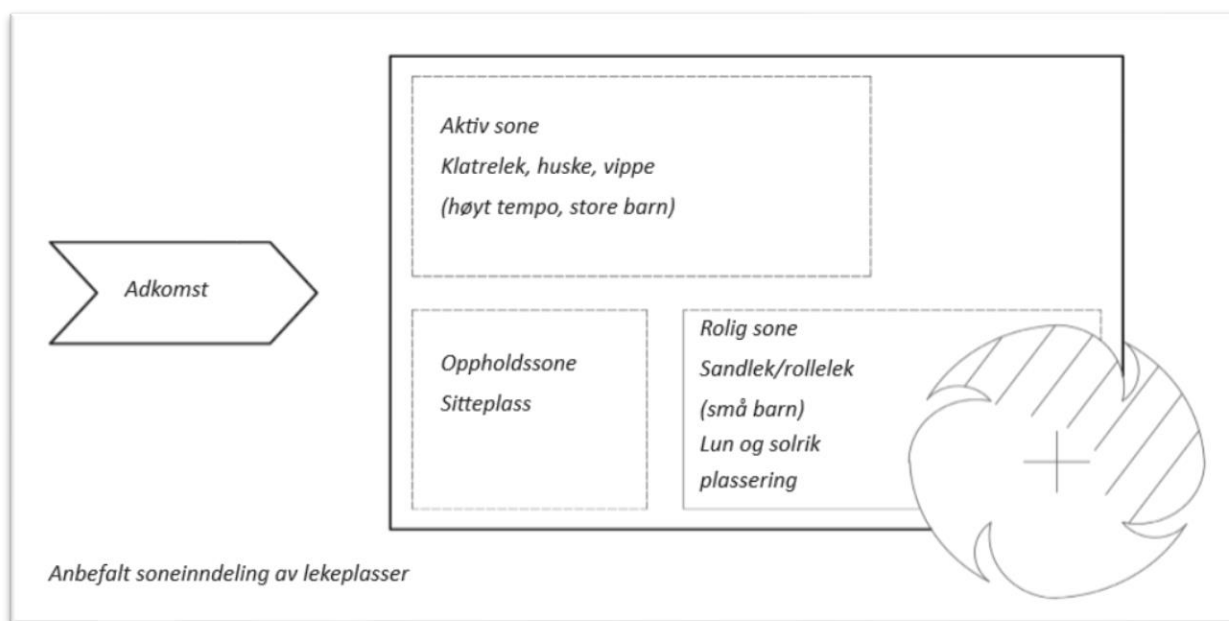 Aktiv sone
Klatrelek, huske, vippe
(høyt tempo, store barn)
Adkomst
Oppholdssone
Sitteplass
Rolig sone
Sandlek/rollelek
(små barn)
Lun og solrik
plassering
Anbefalt soneinndeling av lekeplasser